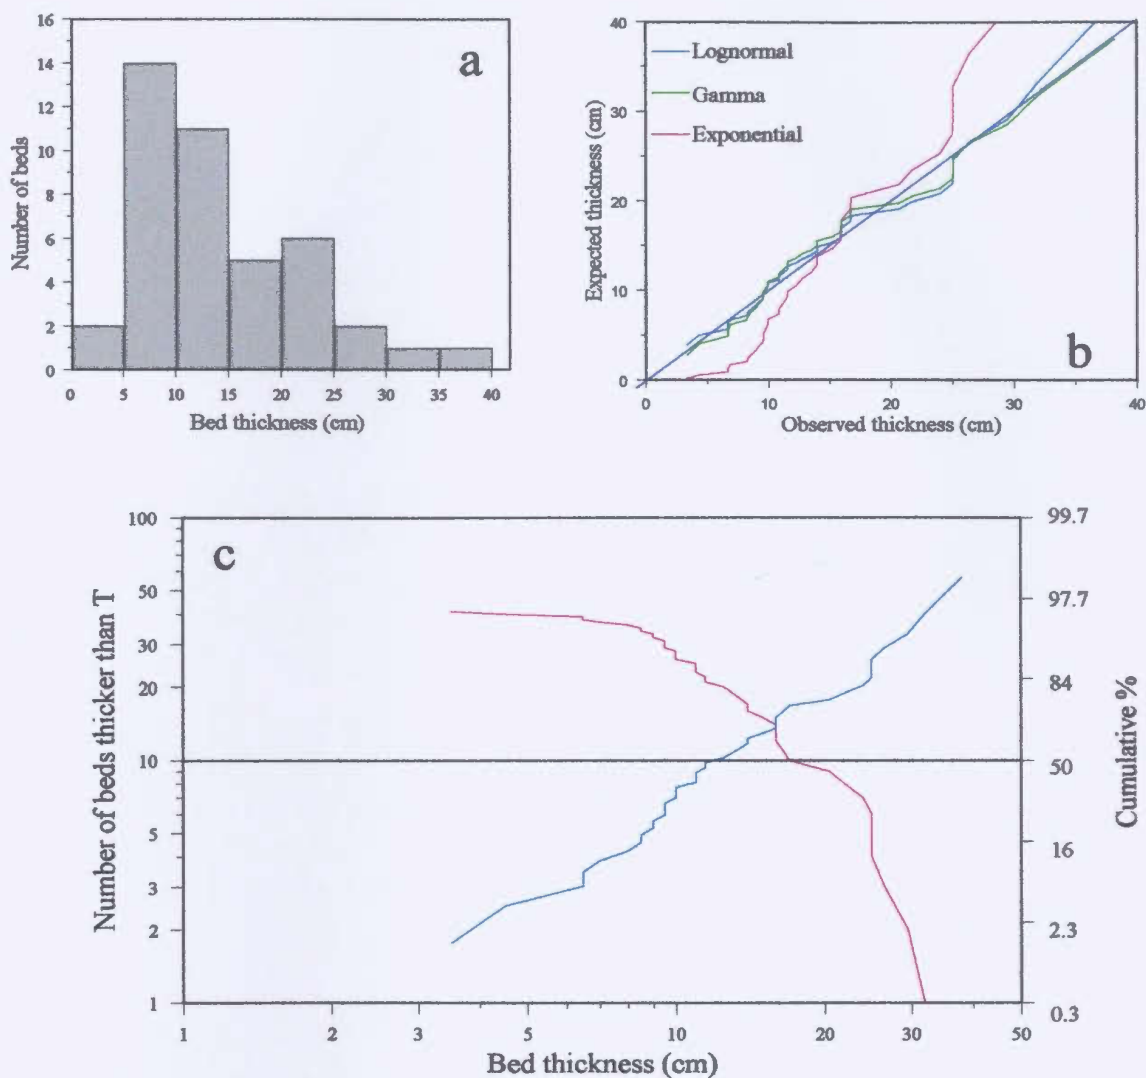 a
Number of beds
16
14
12
10
8
6
4
2
0
0 5 10 15 20 25 30 35 40
Bed thickness (cm)
b
Lognormal
Gamma
Exponential
Expected thickness (cm)
40
30
20
10
0
0 10 20 30 40
Observed thickness (cm)
c
Number of beds thicker than T
100
50
30
20
10
5
3
2
1
1 2 3 5 10 20 30 50
Bed thickness (cm)
99.7
97.7
84
50
16
2.3
0.3
Cumulative %